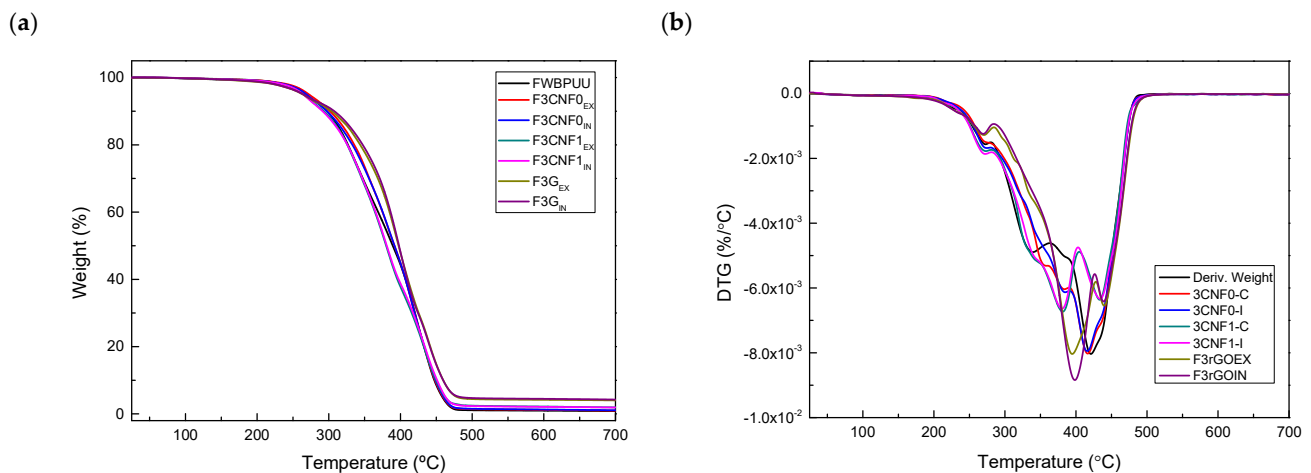 (a)
100
80
60
40
20
0
Weight (%)
100 200 300 400 500 600 700
Temperature (ºC)
FWBPUU
F3CNF0EX
F3CNF0IN
F3CNF1EX
F3CNF1IN
F3GEX
F3GIN
(b)
0.0
-2.0x10-3
-4.0x10-3
-6.0x10-3
-8.0x10-3
-1.0x10-2
DTG (%/°C)
100 200 300 400 500 600 700
Temperature (°C)
Deriv. Weight
3CNF0-C
3CNF0-I
3CNF1-C
3CNF1-I
F3rGOEX
F3rGOIN